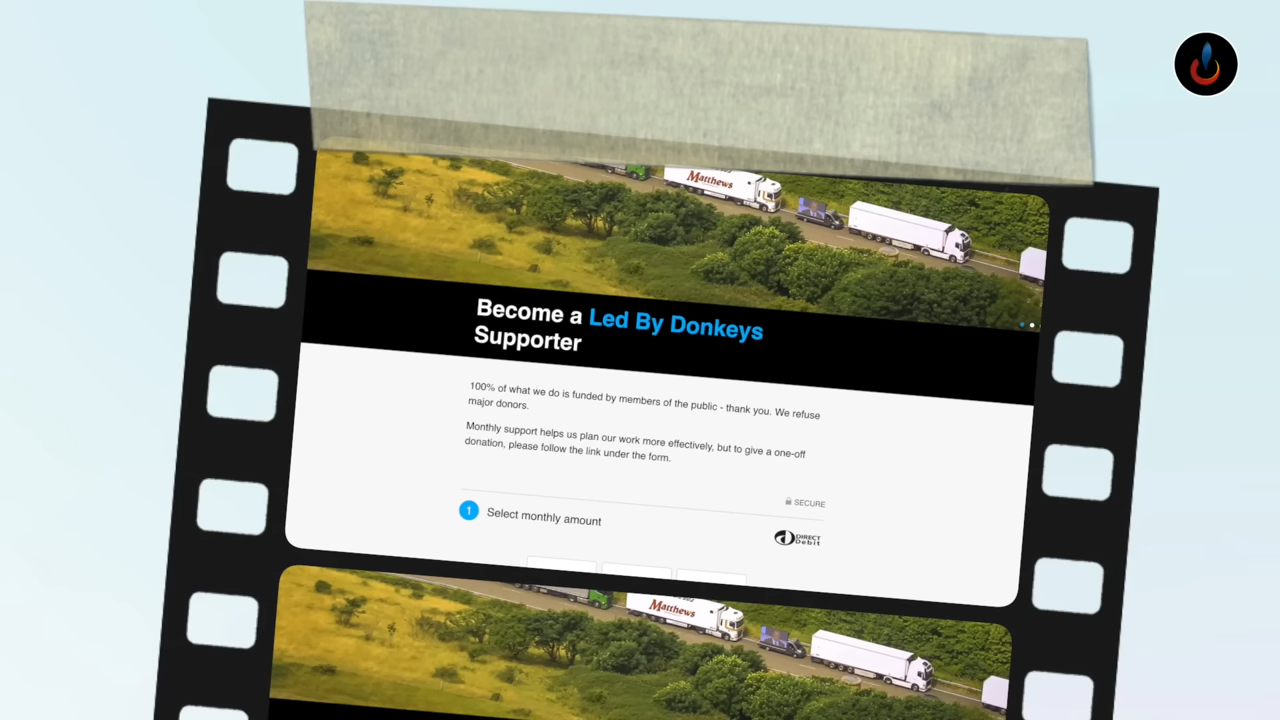 Matthews
Become a Led By Donkeys
Supporter
100% of what we do is funded by members of the public - thank you. We refuse
major donors.
Monthly support helps us plan our work more effectively, but to give a one-off
donation, please follow the link under the form.
SECURE
1 Select monthly amount
DIRECT
Debit
Matthews